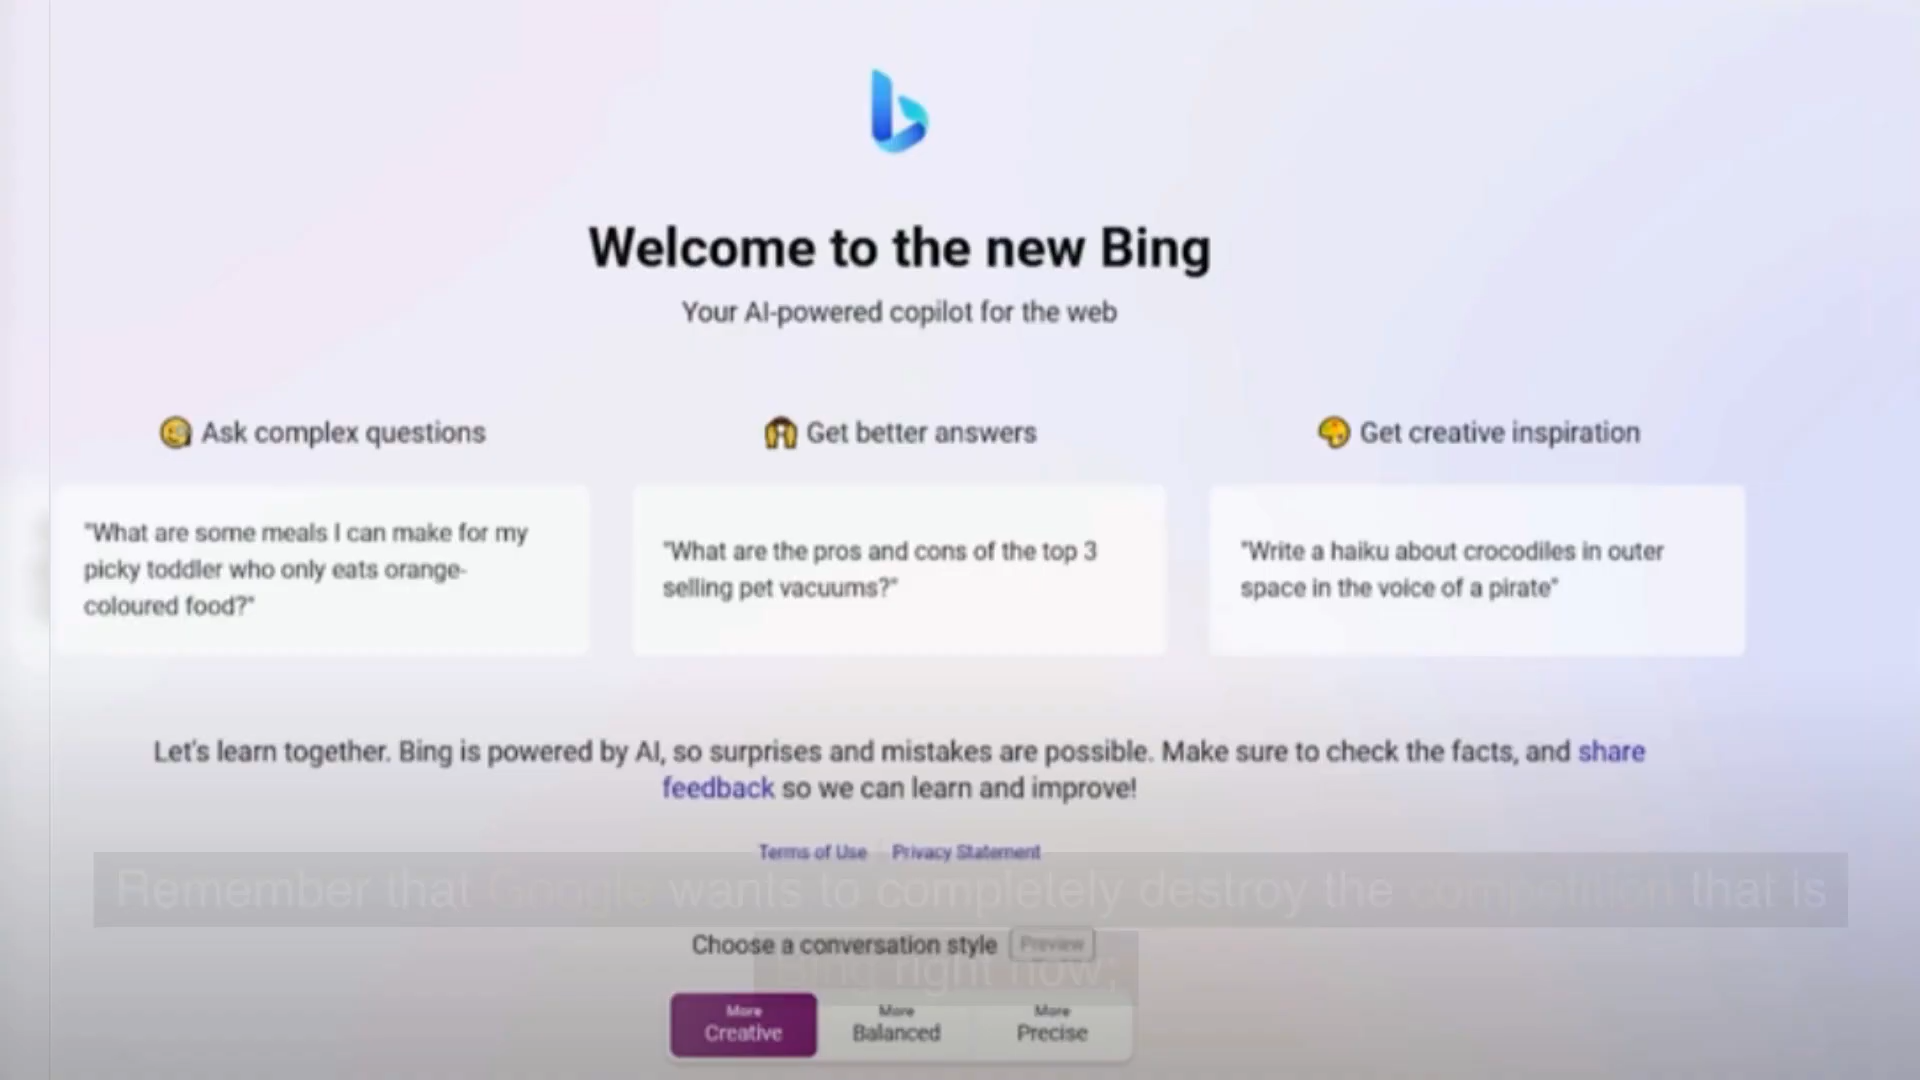 Welcome to the new Bing
Your AI-powered copilot for the web
Ask complex questions
"What are some meals I can make for my
picky toddler who only eats orange-
coloured food?"
Get better answers
"What are the pros and cons of the top 3
selling pet vacuums?"
Get creative inspiration
"Write a haiku about crocodiles in outer
space in the voice of a pirate"
Let's learn together. Bing is powered by AI, so surprises and mistakes are possible. Make sure to check the facts, and share
feedback so we can learn and improve!
Terms of Use Privacy Statement
Remember that Google wants to completely destroy the competition that is
Bing right now;
Choose a conversation style Preview
More
Creative
More
Balanced
More
Precise